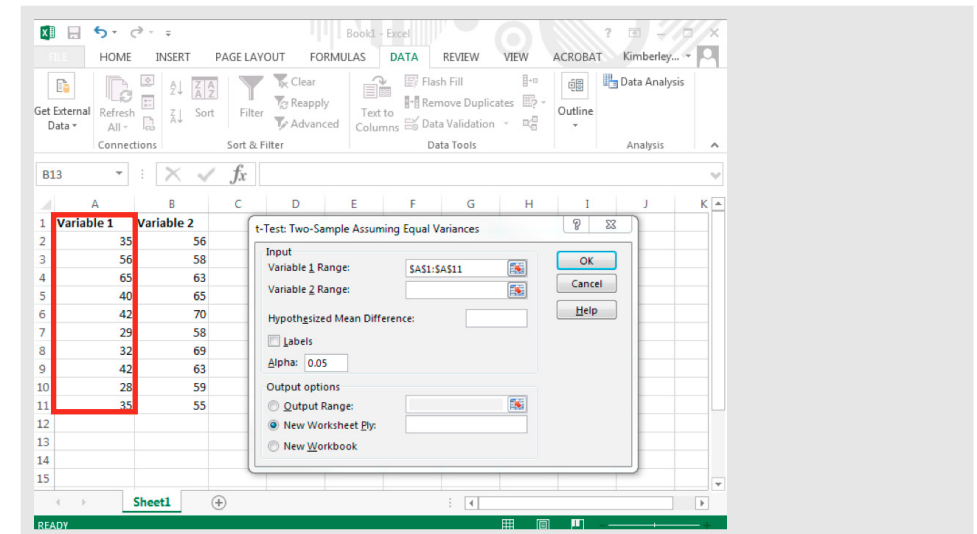 Book1 - Excel
FILE HOME INSERT PAGE LAYOUT FORMULAS DATA REVIEW VIEW ACROBAT Kimberley...
Get External Data
Refresh All
Sort
Filter
Clear
Reapply
Advanced
Text to Columns
Flash Fill
Remove Duplicates
Data Validation
Outline
Data Analysis
Connections Sort & Filter Data Tools Analysis
B13 fx
A B C D E F G H I J K
1 Variable 1 Variable 2
2 35 56
3 56 58
4 65 63
5 40 65
6 42 70
7 29 58
8 32 69
9 42 63
10 28 59
11 35 55
12
13
14
15
t-Test: Two-Sample Assuming Equal Variances
Input
Variable 1 Range: $A$1:$A$11
Variable 2 Range:
Hypothesized Mean Difference:
Labels
Alpha: 0.05
Output options
Output Range:
New Worksheet Ply:
New Workbook
OK
Cancel
Help
Sheet1
READY